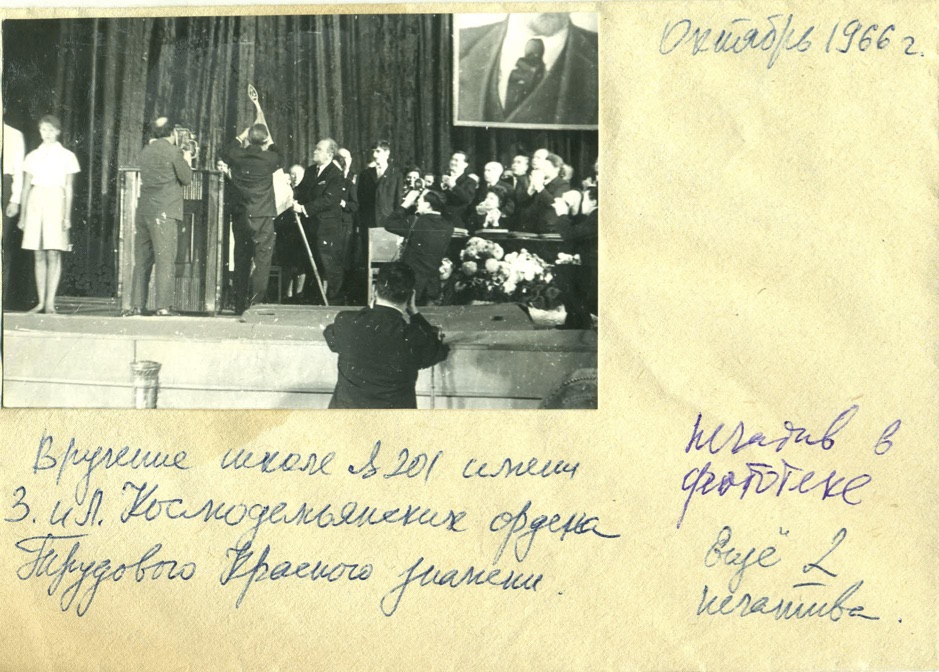 Октябрь 1966 г.
Вручение школе № 201 имени
З. и А. Космодемьянских ордена
Трудового Красного знамени.
Негатив в
фототеке
Ещё 2
негатива.